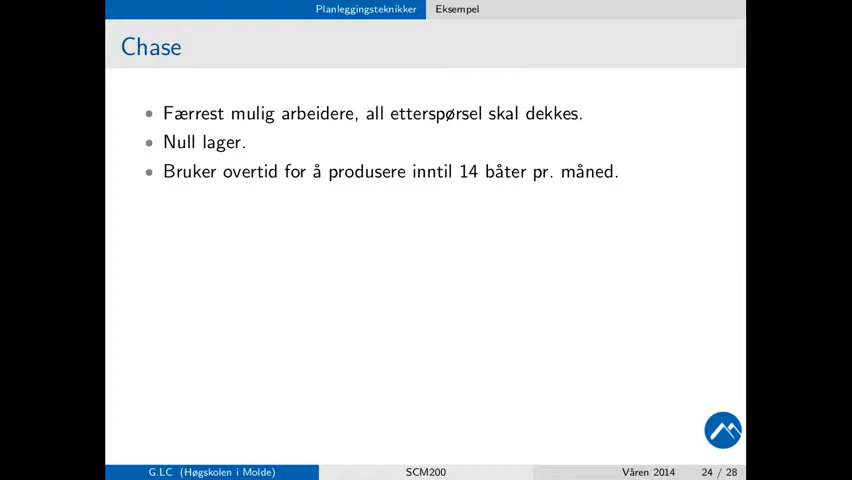 Planleggingsteknikker Eksempel
Chase
• Færrest mulig arbeidere, all etterspørsel skal dekkes.
• Null lager.
• Bruker overtid for å produsere inntil 14 båter pr. måned.
G.LC (Høgskolen i Molde) SCM200 Våren 2014 24 / 28